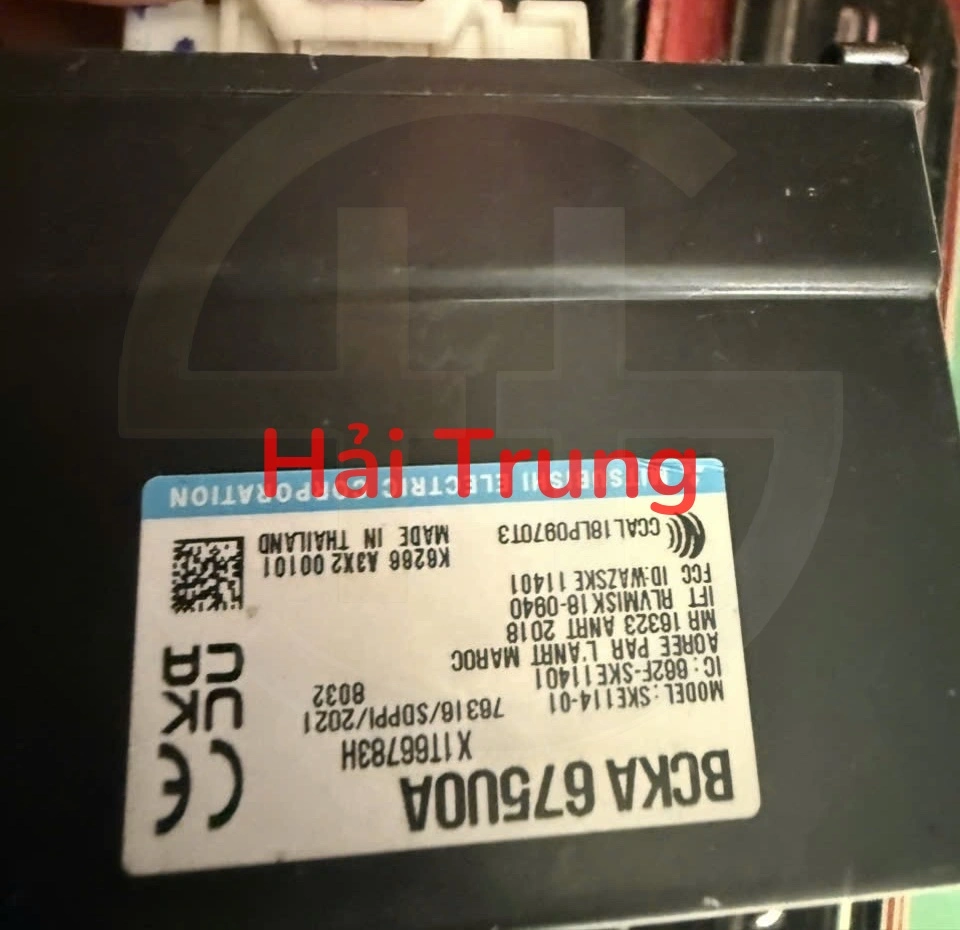 Hải Trung
BCKA 675U0A
X1T66783H
MODEL: SKE114-01 76316/SDPPI/2021
IC: 662F-SKE11401 8032
AGREE PAR L'ANRT MAROC
MR 16323 ANRT 2018
IFT RLVMISK18-0940
FCC ID:WAZSKE11401
CCAL18LP0970T3
K6286 A3X2 00101
MADE IN THAILAND
MITSUBISHI ELECTRIC CORPORATION
CE
UK
CA